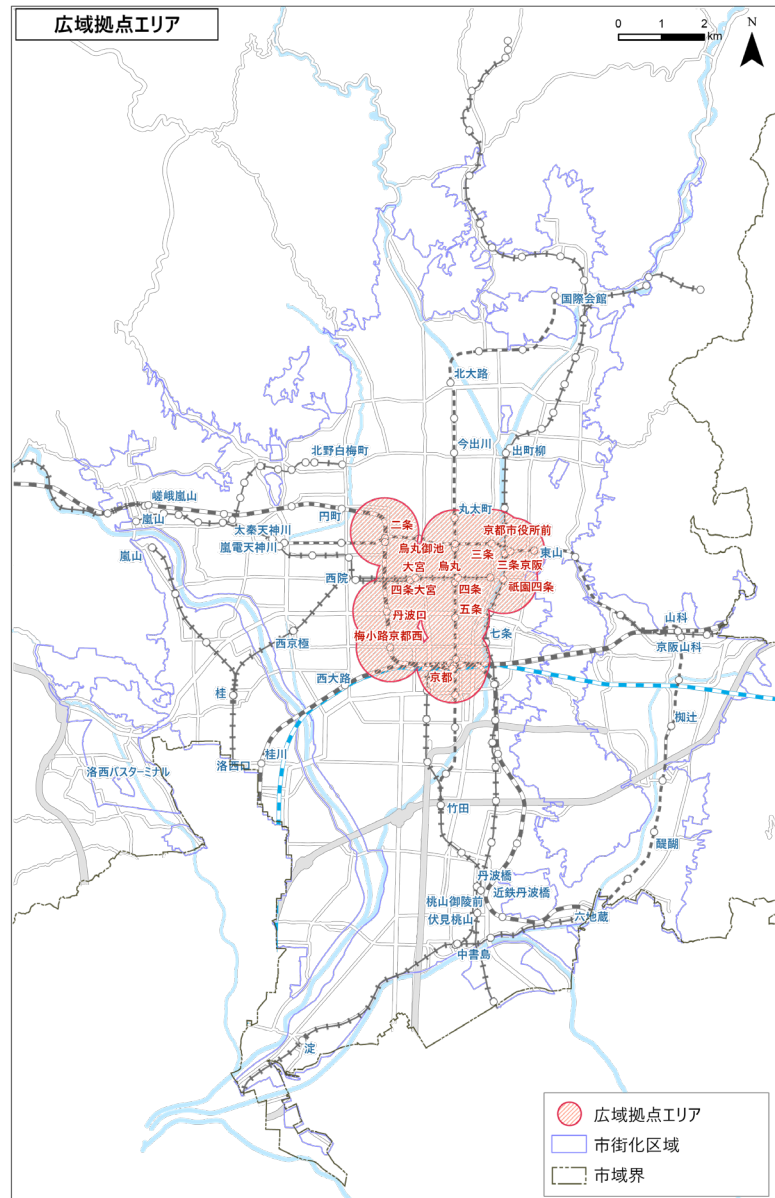 広域拠点エリア
0 1 2
km
N
国際会館
北大路
今出川
出町柳
北野白梅町
嵯峨嵐山
嵐山
太秦天神川
円町
丸太町
二条
京都市役所前
嵐電天神川
烏丸御池
三条
東山
嵐山
大宮
烏丸
三条京阪
西院
四条大宮
四条
祇園四条
丹波口
五条
山科
西京極
梅小路京都西
七条
京阪山科
桂
西大路
京都
椥辻
洛西バスターミナル
洛西口
桂川
竹田
醍醐
丹波橋
近鉄丹波橋
桃山御陵前
伏見桃山
六地蔵
中書島
淀
広域拠点エリア
市街化区域
市域界